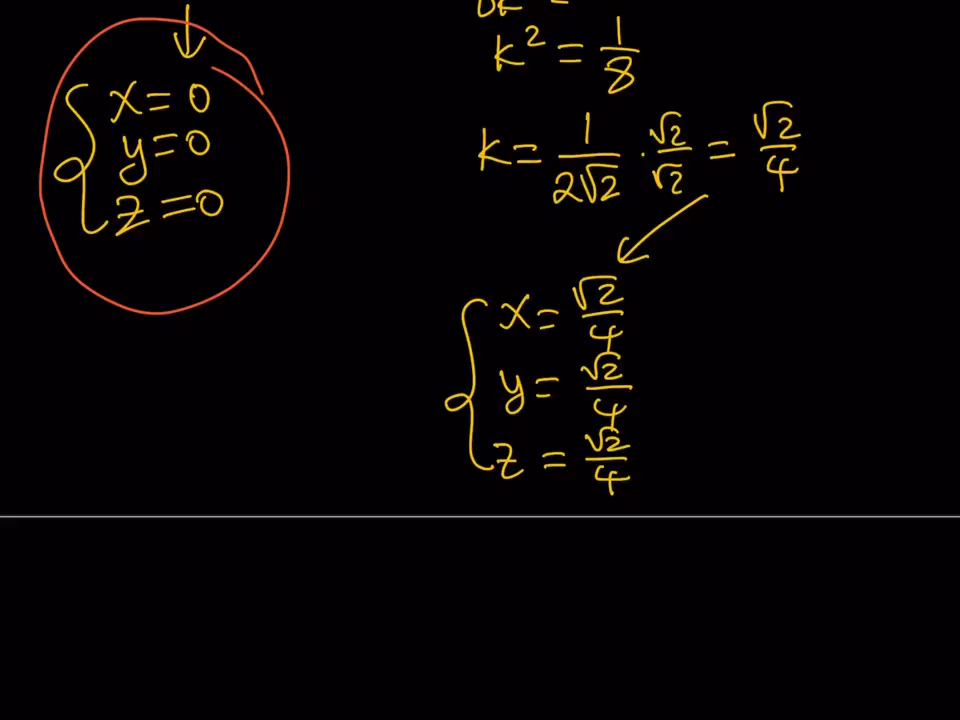 x = 0
y = 0
z = 0
k² = 1/8
k = 1/(2√2) · √2/√2 = √2/4
x = √2/4
y = √2/4
z = √2/4